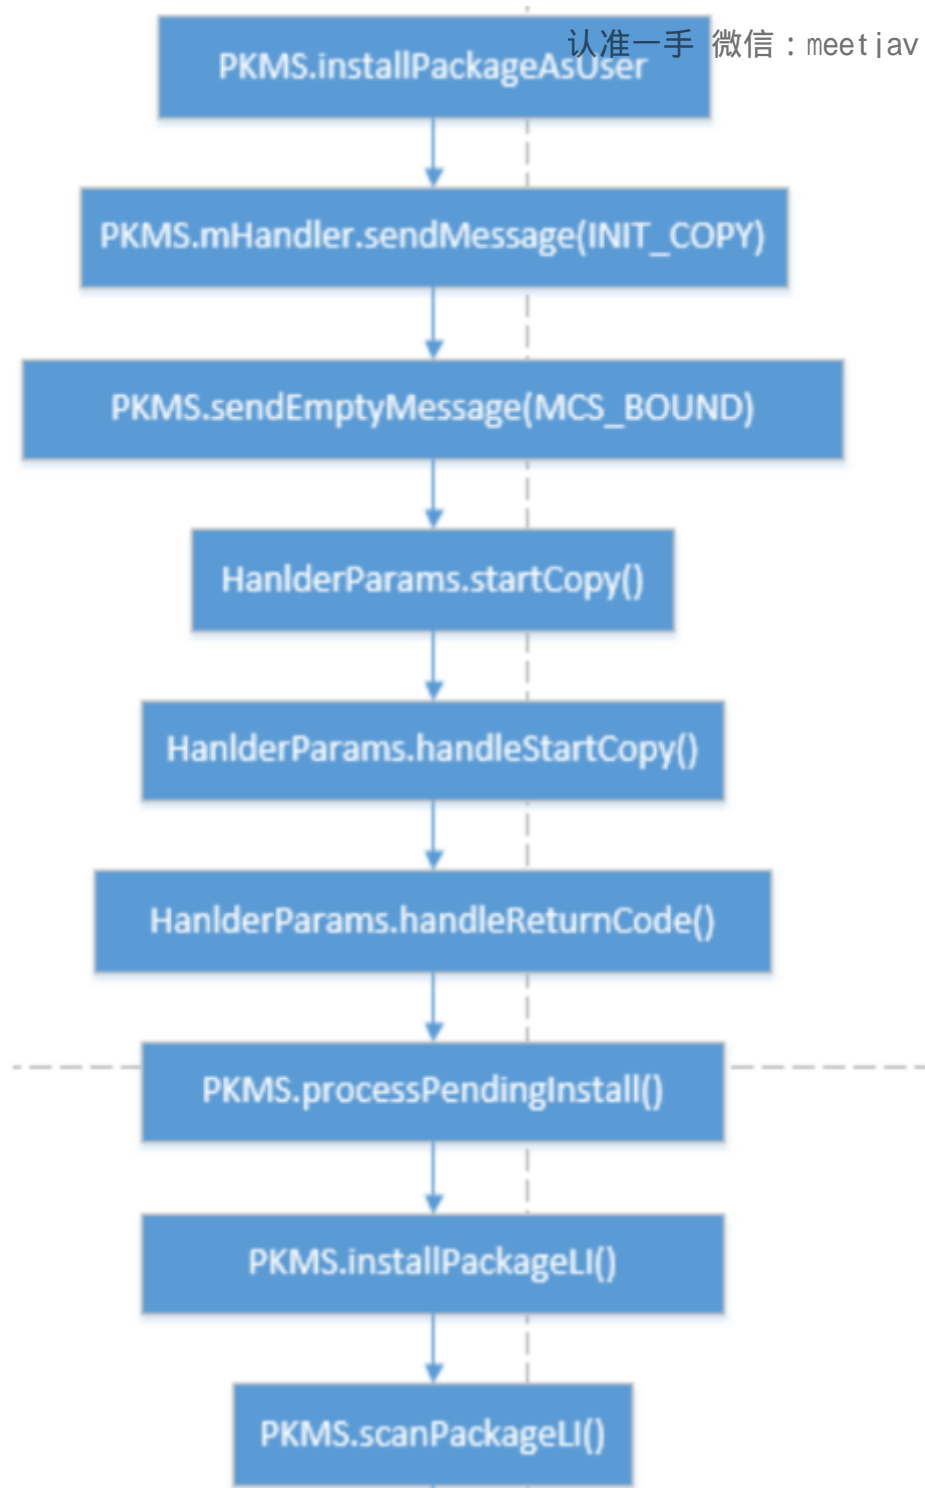 认准一手 微信：meetjav
PKMS.installPackageAsUser
PKMS.mHandler.sendMessage(INIT_COPY)
PKMS.sendEmptyMessage(MCS_BOUND)
HanlderParams.startCopy()
HanlderParams.handleStartCopy()
HanlderParams.handleReturnCode()
PKMS.processPendingInstall()
PKMS.installPackageLI()
PKMS.scanPackageLI()